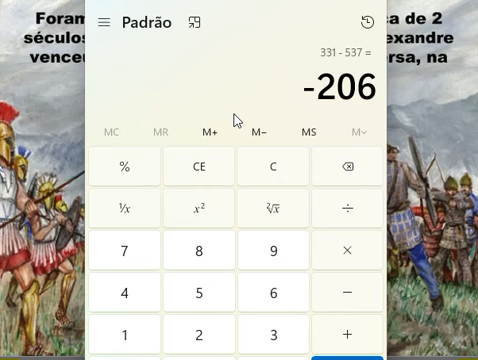 Padrão
Foram
a de 2
séculos
exandre
venceu
rsa, na
331 - 537 =
-206
MC MR M+ M− MS M
% CE C
¹/x x² ²√x ÷
7 8 9 ×
4 5 6 −
1 2 3 +